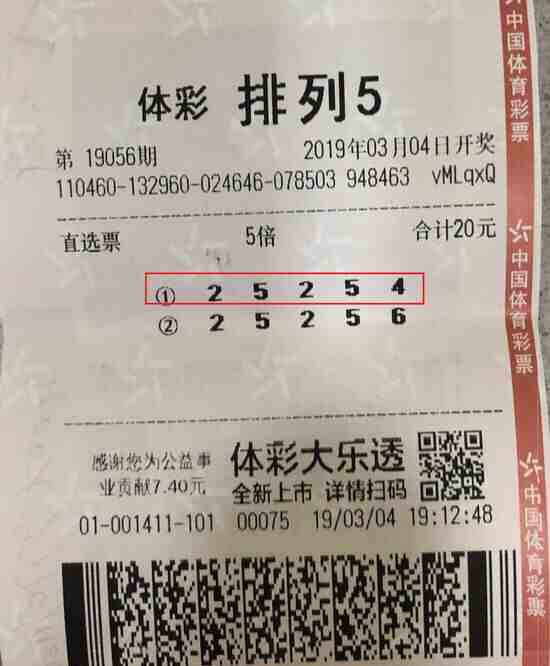 体彩 排列5
第 19056期 2019年03月04日开奖
110460-132960-024646-078503 948463 vMLqxQ
直选票 5倍 合计20元
① 2 5 2 5 4
② 2 5 2 5 6
感谢您为公益事
业贡献7.40元
体彩大乐透
全新上市 详情扫码
01-001411-101 00075 19/03/04 19:12:48
中国体育彩票
中国体育彩票
中国体育彩票